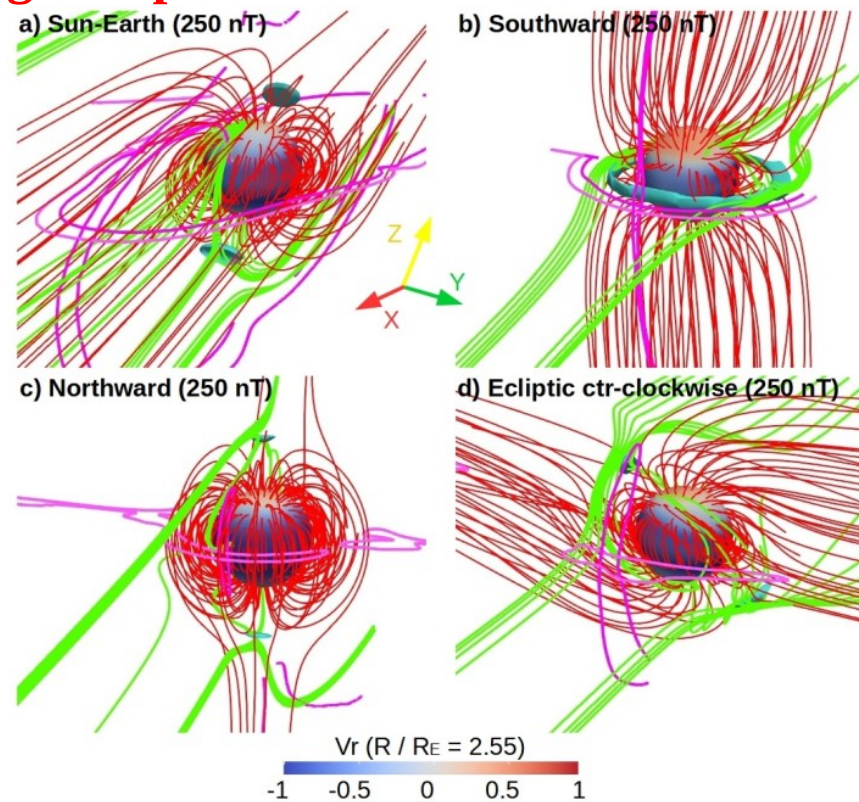 a) Sun-Earth (250 nT)
b) Southward (250 nT)
Z
Y
X
c) Northward (250 nT)
d) Ecliptic ctr-clockwise (250 nT)
Vr (R / RE = 2.55)
-1 -0.5 0 0.5 1